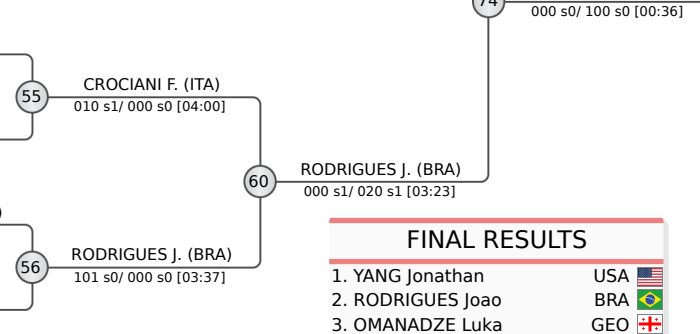 74
000 s0/ 100 s0 [00:36]
CROCIANI F. (ITA)
55
010 s1/ 000 s0 [04:00]
RODRIGUES J. (BRA)
60
000 s1/ 020 s1 [03:23]
RODRIGUES J. (BRA)
56
101 s0/ 000 s0 [03:37]
FINAL RESULTS
1. YANG Jonathan USA
2. RODRIGUES Joao BRA
3. OMANADZE Luka GEO